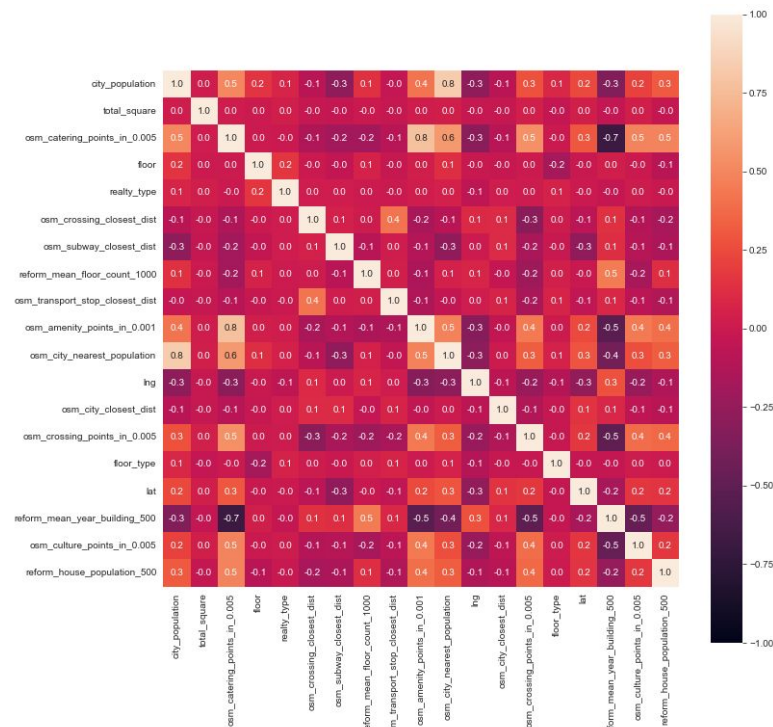 1.00
0.75
0.50
0.25
0.00
-0.25
-0.50
-0.75
-1.00
city_population 1.0 0.0 0.5 0.2 0.1 -0.1 -0.3 0.1 -0.0 0.4 0.8 -0.3 -0.1 0.3 0.1 0.2 -0.3 0.2 0.3
total_square 0.0 1.0 0.0 0.0 0.0 -0.0 -0.0 0.0 -0.0 0.0 0.0 -0.0 -0.0 0.0 0.0 0.0 -0.0 0.0 -0.0
osm_catering_points_in_0.005 0.5 0.0 1.0 0.0 -0.0 -0.1 -0.2 -0.2 -0.1 0.8 0.6 -0.3 -0.1 0.5 -0.0 0.3 -0.7 0.5 0.5
floor 0.2 0.0 0.0 1.0 0.2 -0.0 -0.0 0.1 -0.0 0.0 0.1 -0.0 -0.0 0.0 -0.2 -0.0 0.0 -0.0 -0.1
realty_type 0.1 0.0 -0.0 0.2 1.0 0.0 0.0 0.0 0.0 0.0 0.0 -0.1 0.0 0.0 0.1 -0.0 -0.0 0.0 -0.0
osm_crossing_closest_dist -0.1 -0.0 -0.1 -0.0 0.0 1.0 0.1 0.0 0.4 -0.2 -0.1 0.1 0.1 -0.3 0.0 -0.1 0.1 -0.1 -0.2
osm_subway_closest_dist -0.3 -0.0 -0.2 -0.0 0.0 0.1 1.0 -0.1 0.0 -0.1 -0.3 0.0 0.1 -0.2 0.0 -0.3 0.1 -0.1 -0.1
reform_mean_floor_count_1000 0.1 0.0 -0.2 0.1 0.0 0.0 -0.1 1.0 0.0 -0.1 0.0 0.1 0.0 -0.2 0.0 -0.0 0.5 -0.2 0.1
osm_transport_stop_closest_dist -0.0 -0.0 -0.1 -0.0 0.0 0.4 0.0 0.0 1.0 -0.1 -0.0 0.0 0.1 -0.2 0.1 -0.1 0.1 -0.1 -0.1
osm_amenity_points_in_0.001 0.4 0.0 0.8 0.0 0.0 -0.2 -0.1 -0.1 -0.1 1.0 0.5 -0.3 -0.0 0.4 0.0 0.2 -0.5 0.4 0.4
osm_city_nearest_population 0.8 0.0 0.6 0.1 0.0 -0.1 -0.3 0.0 -0.0 0.5 1.0 -0.3 0.0 0.3 0.1 0.3 -0.4 0.3 0.3
lng -0.3 -0.0 -0.3 -0.0 -0.1 0.1 0.0 0.1 0.0 -0.3 -0.3 1.0 -0.1 -0.2 -0.1 -0.3 0.3 -0.2 -0.1
osm_city_closest_dist -0.1 -0.0 -0.1 -0.0 0.0 0.1 0.1 0.0 0.1 -0.0 0.0 -0.1 1.0 -0.1 -0.0 0.1 0.1 -0.0 -0.1
osm_crossing_points_in_0.005 0.3 0.0 0.5 0.0 0.0 -0.3 -0.2 -0.2 -0.2 0.4 0.3 -0.2 -0.1 1.0 -0.0 0.2 -0.5 0.4 0.4
floor_type 0.1 0.0 -0.0 -0.2 0.1 0.0 0.0 0.0 0.1 0.0 0.1 -0.1 -0.0 -0.0 1.0 -0.0 -0.0 0.0 0.0
lat 0.2 0.0 0.3 -0.0 -0.0 -0.1 -0.3 -0.0 -0.1 0.2 0.3 -0.3 0.1 0.2 -0.0 1.0 -0.2 0.2 0.2
reform_mean_year_building_500 -0.3 -0.0 -0.7 0.0 -0.0 0.1 0.1 0.5 0.1 -0.5 -0.4 0.3 0.1 -0.5 -0.0 -0.2 1.0 -0.5 -0.2
osm_culture_points_in_0.005 0.2 0.0 0.5 -0.0 0.0 -0.1 -0.1 -0.2 -0.1 0.4 0.3 -0.2 -0.0 0.4 0.0 0.2 -0.5 1.0 0.2
reform_house_population_500 0.3 -0.0 0.5 -0.1 -0.0 -0.2 -0.1 0.1 -0.1 0.4 0.3 -0.1 -0.1 0.4 0.0 0.2 -0.2 0.2 1.0
city_population
total_square
osm_catering_points_in_0.005
floor
realty_type
osm_crossing_closest_dist
osm_subway_closest_dist
reform_mean_floor_count_1000
m_transport_stop_closest_dist
osm_amenity_points_in_0.001
osm_city_nearest_population
lng
osm_city_closest_dist
osm_crossing_points_in_0.005
floor_type
lat
reform_mean_year_building_500
osm_culture_points_in_0.005
reform_house_population_500